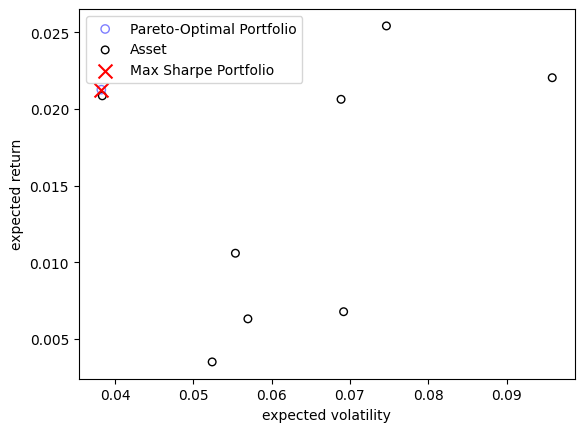 Pareto-Optimal Portfolio
Asset
Max Sharpe Portfolio
0.025
0.020
0.015
0.010
0.005
expected return
0.04 0.05 0.06 0.07 0.08 0.09
expected volatility